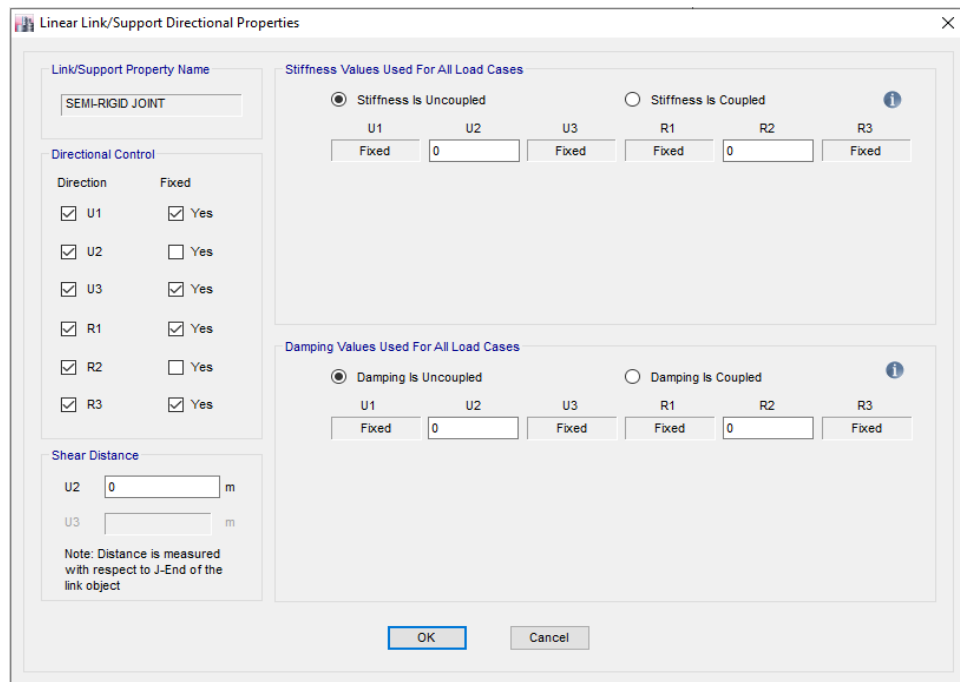 Linear Link/Support Directional Properties
Link/Support Property Name
SEMI-RIGID JOINT
Directional Control
Direction Fixed
U1 Yes
U2 Yes
U3 Yes
R1 Yes
R2 Yes
R3 Yes
Shear Distance
U2 0 m
U3 m
Note: Distance is measured
with respect to J-End of the
link object
Stiffness Values Used For All Load Cases
Stiffness Is Uncoupled Stiffness Is Coupled
U1 U2 U3 R1 R2 R3
Fixed 0 Fixed Fixed 0 Fixed
Damping Values Used For All Load Cases
Damping Is Uncoupled Damping Is Coupled
U1 U2 U3 R1 R2 R3
Fixed 0 Fixed Fixed 0 Fixed
OK Cancel